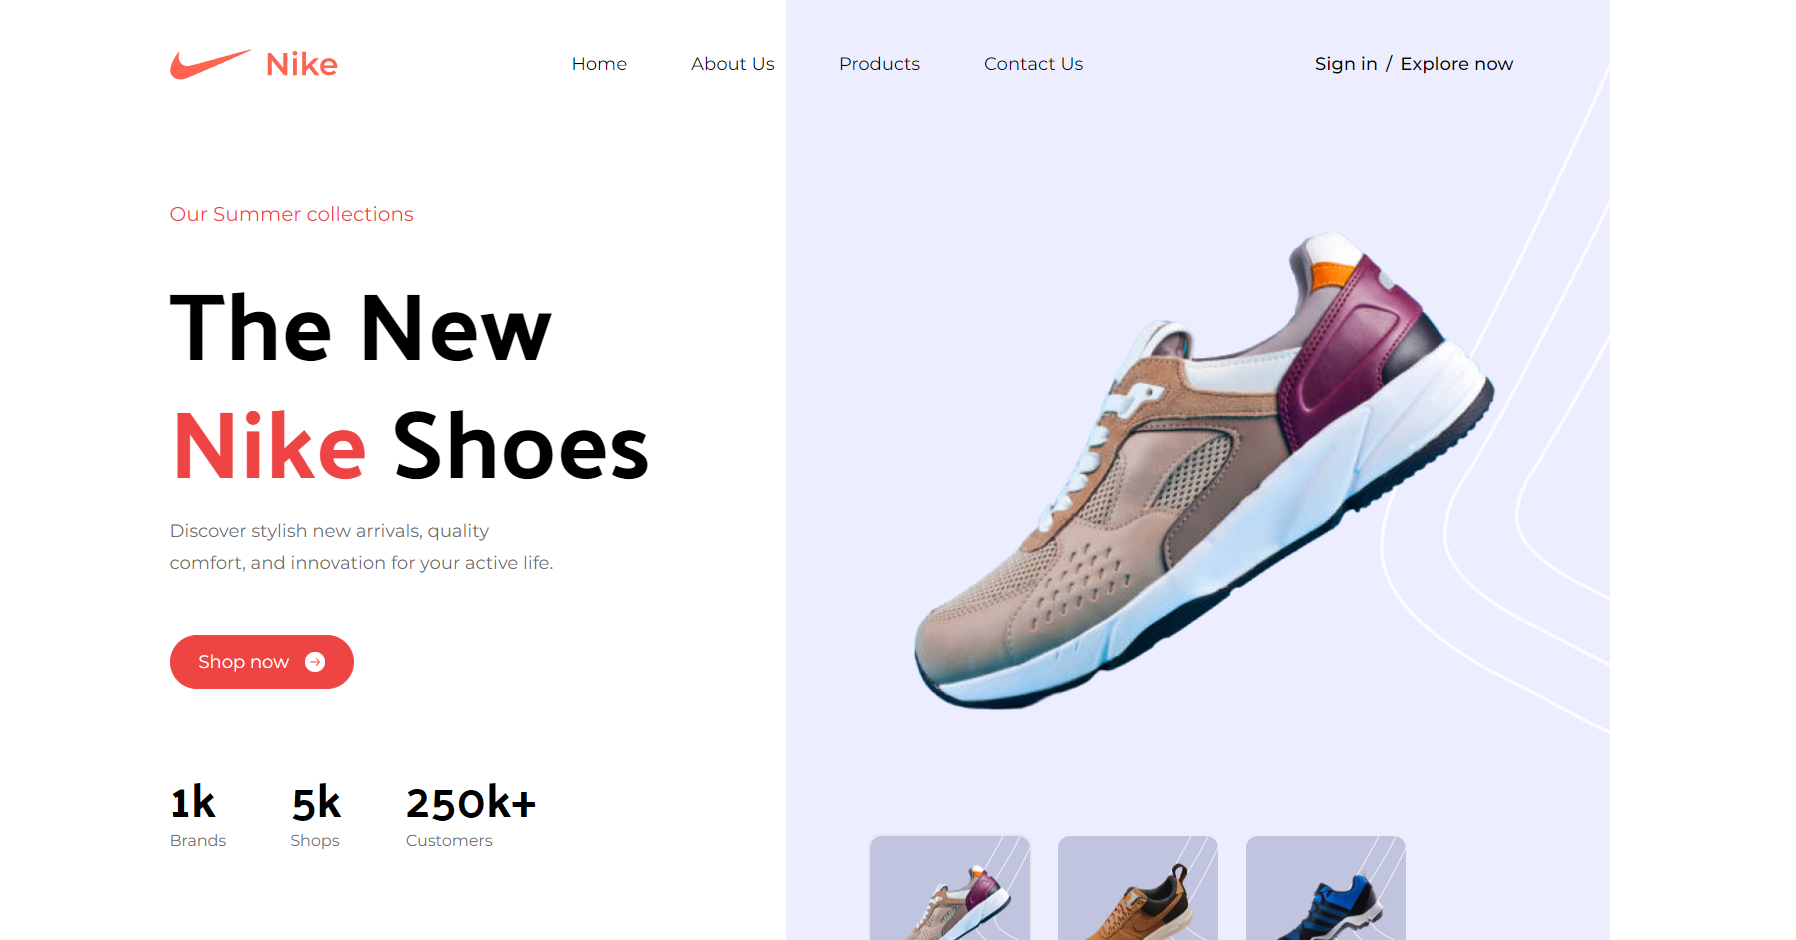 Nike
Home
About Us
Products
Contact Us
Sign in / Explore now
Our Summer collections
The New
Nike Shoes
Discover stylish new arrivals, quality
comfort, and innovation for your active life.
Shop now
1k
Brands
5k
Shops
250k+
Customers